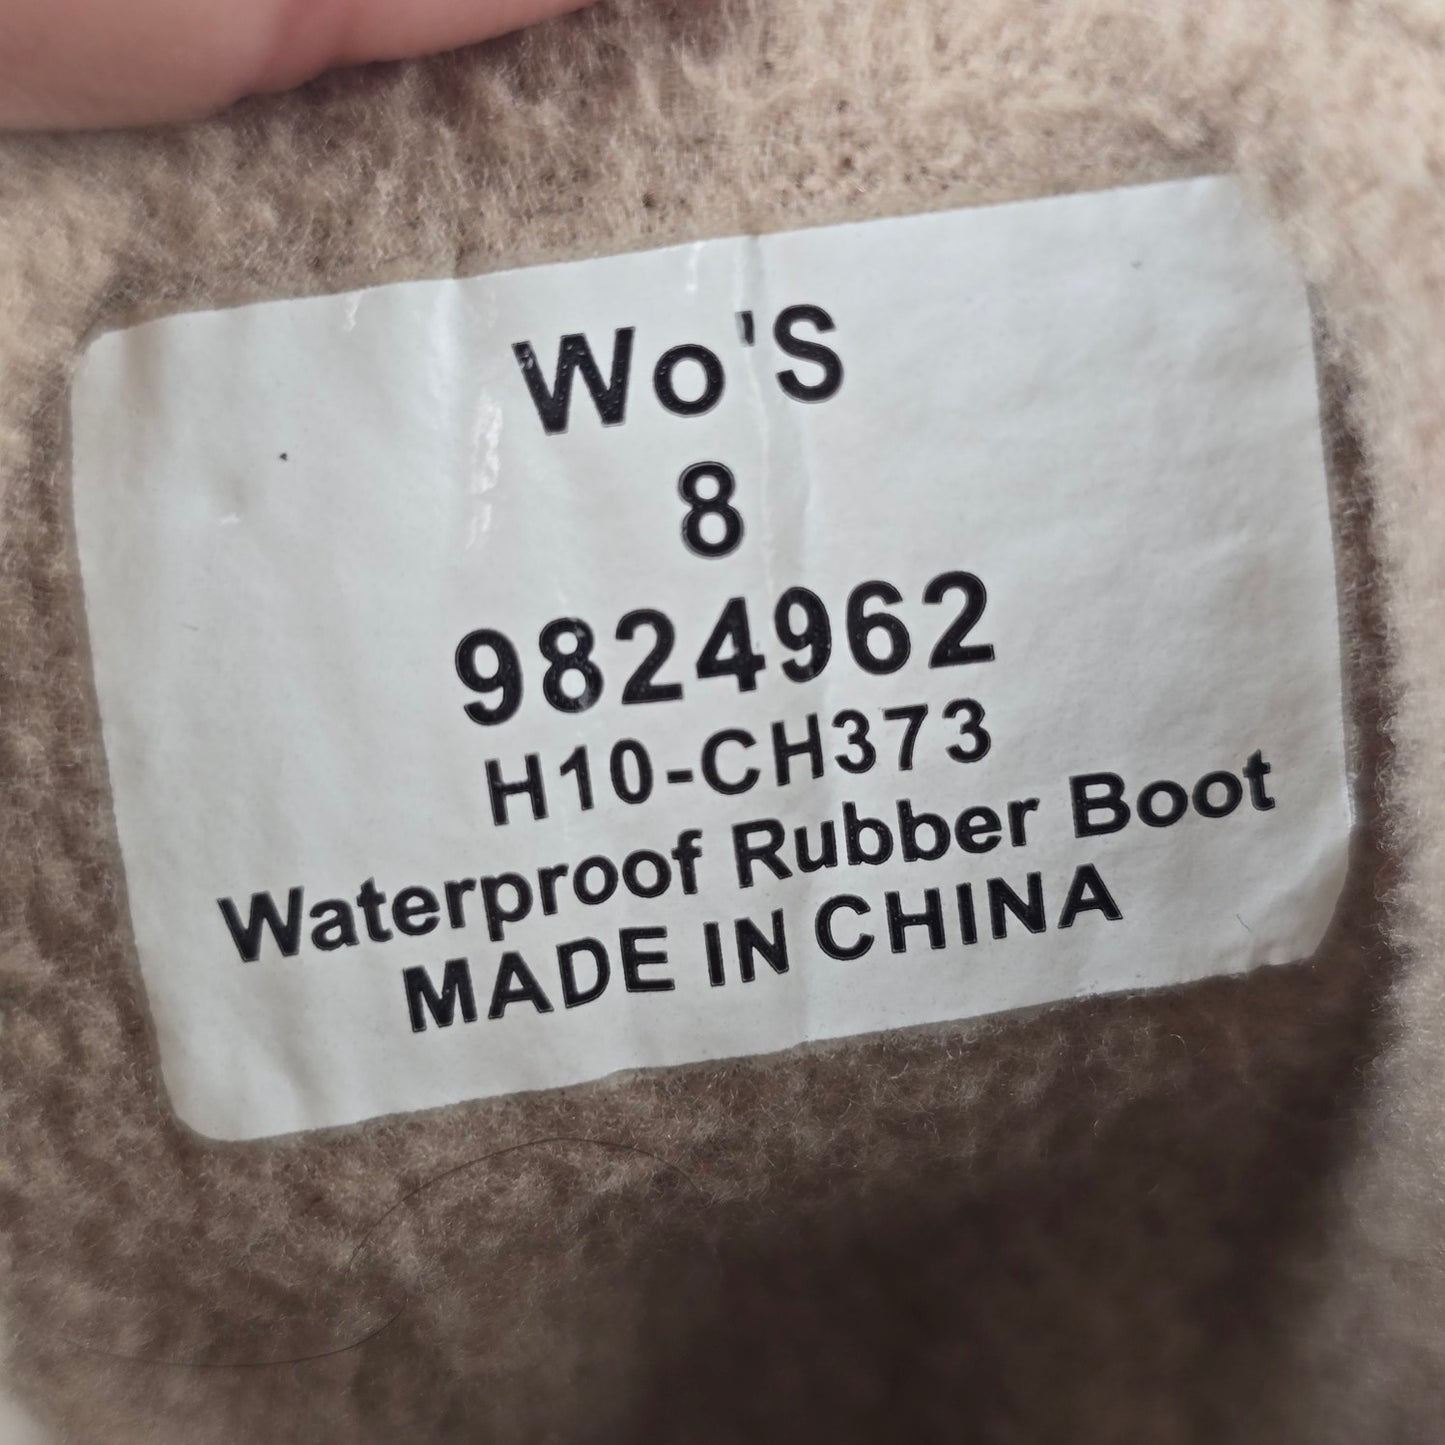 Wo'S
8
9824962
H10-CH373
Waterproof Rubber Boot
MADE IN CHINA